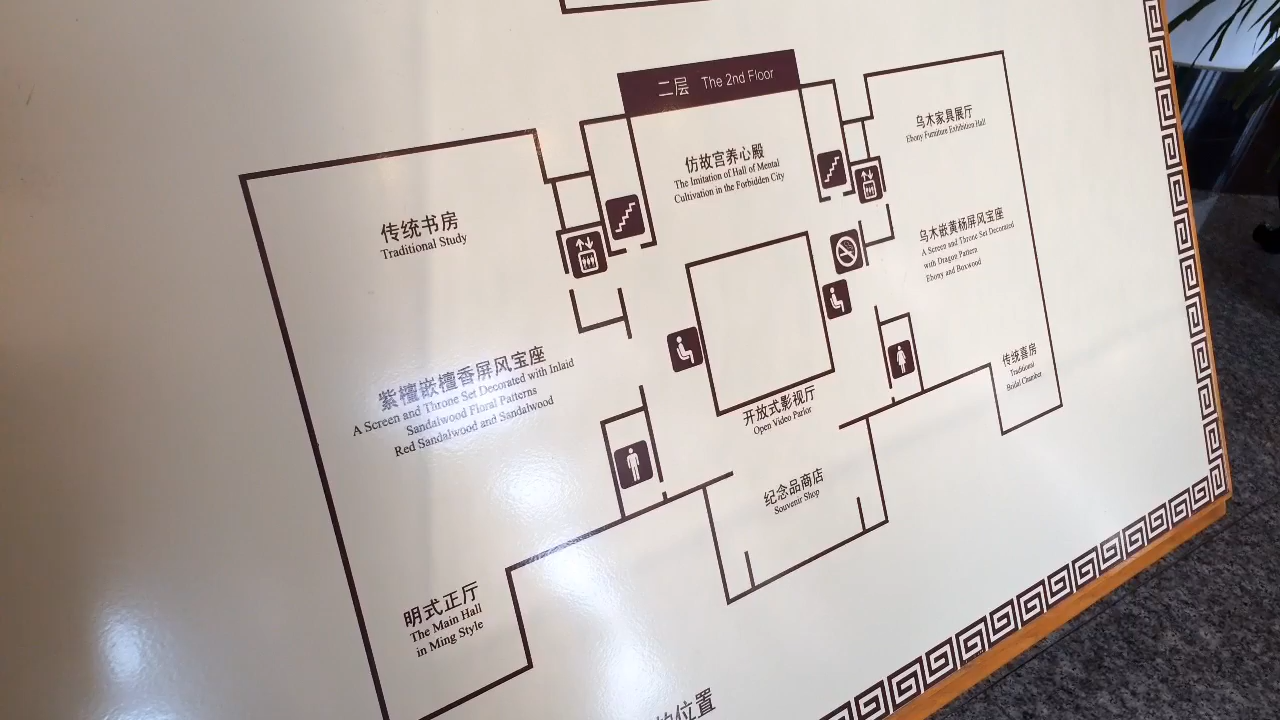 二层 The 2nd Floor
乌木家具展厅
Ebony Furniture Exhibition Hall
仿故宫养心殿
The Imitation of Hall of Mental
Cultivation in the Forbidden City
传统书房
Traditional Study
乌木嵌黄杨屏风宝座
A Screen and Throne Set Decorated
with Dragon Pattern
Ebony and Boxwood
紫檀嵌檀香屏风宝座
A Screen and Throne Set Decorated with Inlaid
Sandalwood Floral Patterns
Red Sandalwood and Sandalwood
传统喜房
Traditional
Bridal Chamber
开放式影视厅
Open Video Parlor
纪念品商店
Souvenir Shop
明式正厅
The Main Hall
in Ming Style
位置